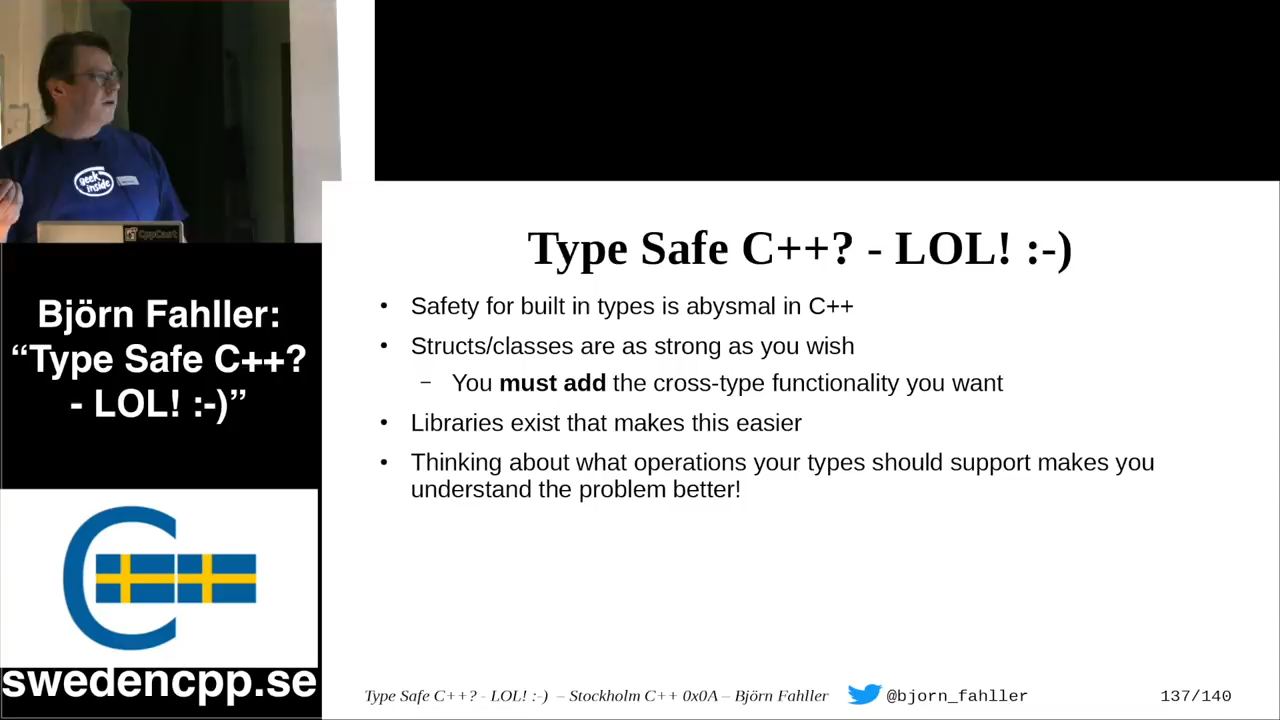 geek
inside
CppCast
Björn Fahller:
“Type Safe C++?
- LOL! :-)”
swedencpp.se
Type Safe C++? - LOL! :-)
• Safety for built in types is abysmal in C++
• Structs/classes are as strong as you wish
– You must add the cross-type functionality you want
• Libraries exist that makes this easier
• Thinking about what operations your types should support makes you
understand the problem better!
Type Safe C++? - LOL! :-) – Stockholm C++ 0x0A – Björn Fahller @bjorn_fahller 137/140